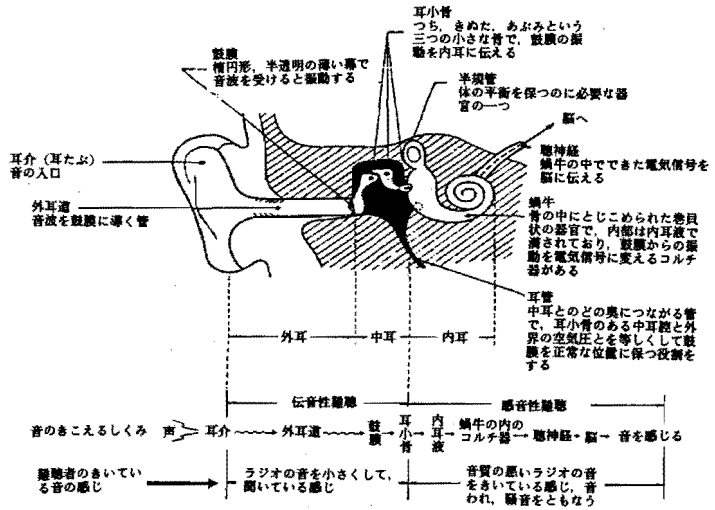 耳小骨
つち，きぬた，あぶみという
三つの小さな骨で，鼓膜の振
動を内耳に伝える
鼓膜
楕円形，半透明の薄い幕で
音波を受けると振動する
半規管
体の平衡を保つのに必要な器
官の一つ
脳へ
聴神経
蝸牛の中でできた電気信号を
脳に伝える
耳介（耳たぶ）
音の入口
外耳道
音波を鼓膜に導く管
蝸牛
骨の中にとじこめられた巻貝
状の器官で，内部は内耳液で
満されており，鼓膜からの振
動を電気信号に変えるコルチ
器がある
耳管
中耳とのどの奥につながる管
で，耳小骨のある中耳腔と外
界の空気圧とを等しくして鼓
膜を正常な位置に保つ役割を
する
外耳 中耳 内耳
伝音性難聴 感音性難聴
音のきこえるしくみ 声 耳介 外耳道 鼓膜 耳小骨 内耳液 蝸牛の内のコルチ器 聴神経 脳 音を感じる
難聴者のきいてい
る音の感じ
ラジオの音を小さくして，
聞いている感じ
音質の悪いラジオの音
をきいている感じ，音
われ，騒音をともなう